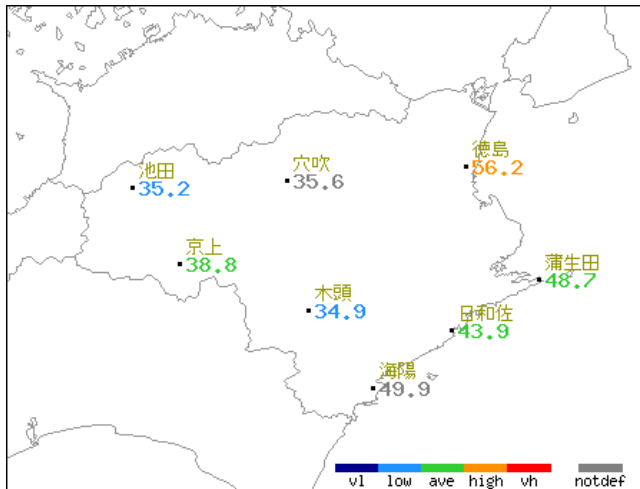 徳島
56.2
穴吹
35.6
池田
35.2
京上
38.8
蒲生田
48.7
木頭
34.9
日和佐
43.9
海陽
49.9
vl low ave high vh notdef